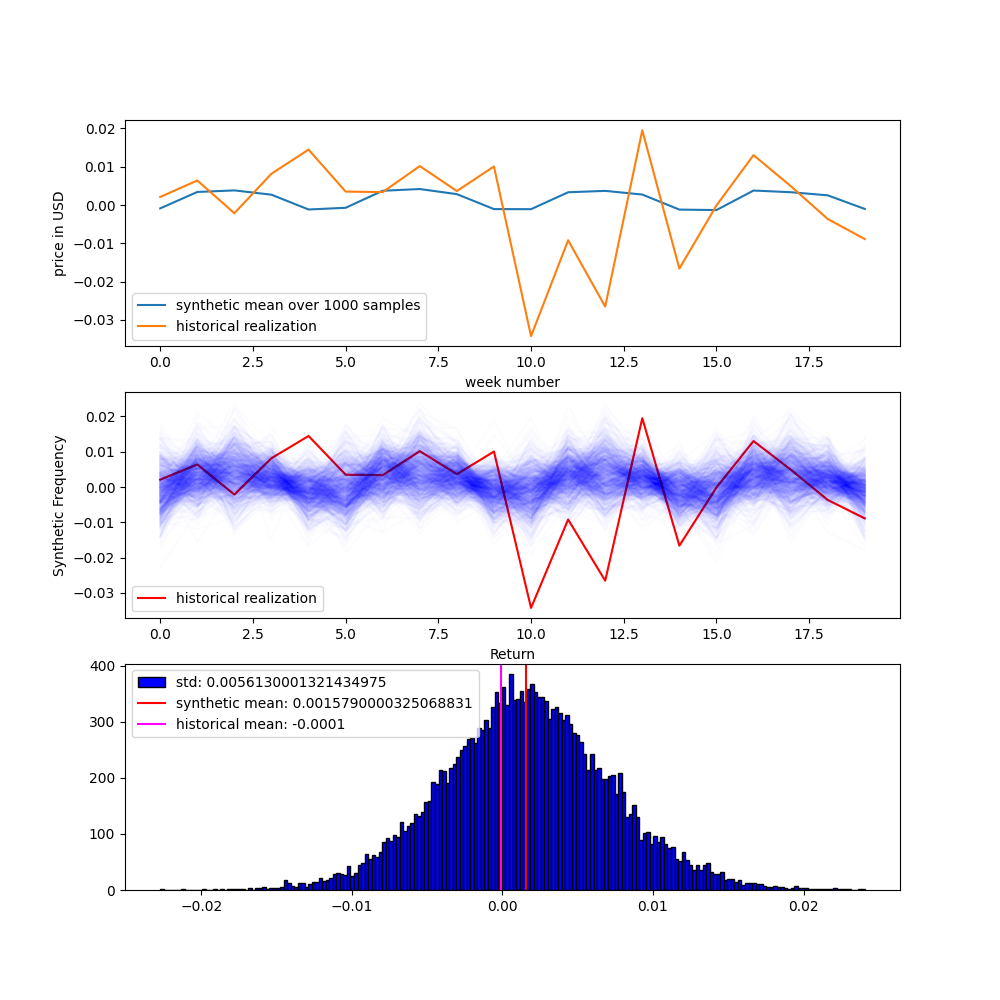 0.02
0.01
0.00
−0.01
−0.02
−0.03
price in USD
synthetic mean over 1000 samples
historical realization
0.0 2.5 5.0 7.5 10.0 12.5 15.0 17.5
week number
0.02
0.01
0.00
−0.01
−0.02
−0.03
Synthetic Frequency
historical realization
0.0 2.5 5.0 7.5 10.0 12.5 15.0 17.5
Return
400
300
200
100
0
std: 0.0056130001321434975
synthetic mean: 0.0015790000325068831
historical mean: -0.0001
−0.02 −0.01 0.00 0.01 0.02